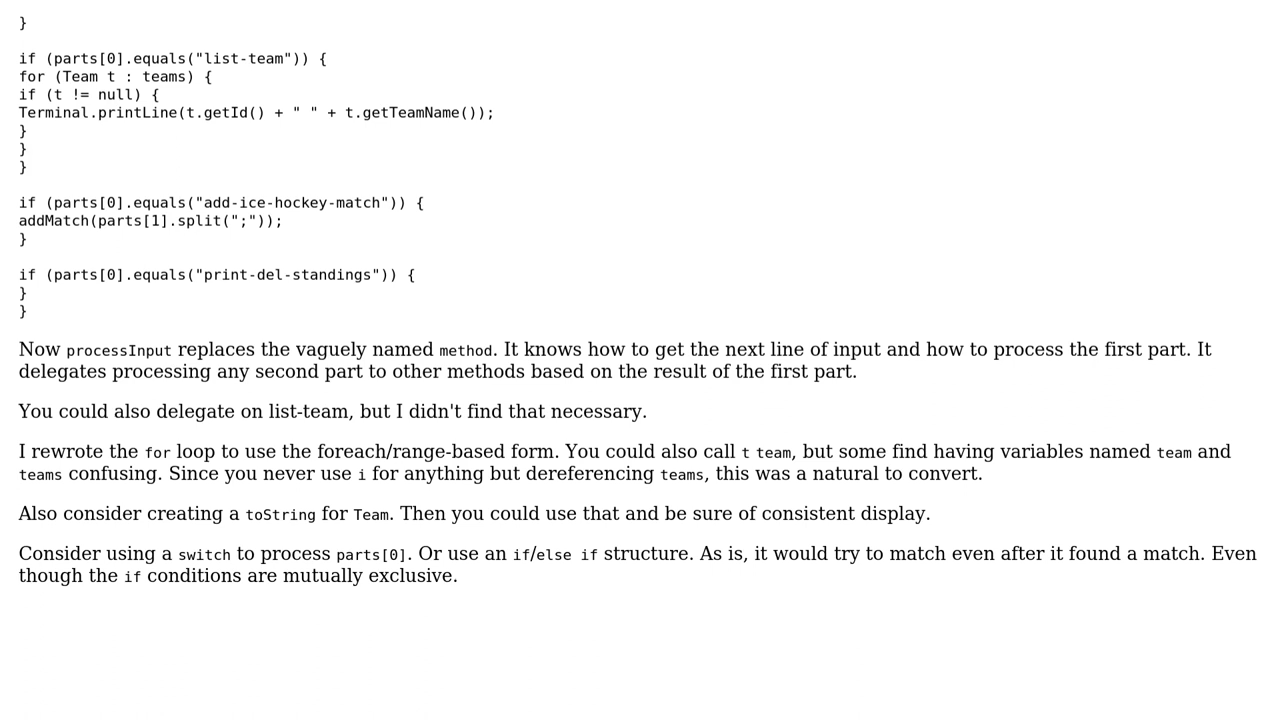 }
if (parts[0].equals("list-team")) {
for (Team t : teams) {
if (t != null) {
Terminal.printLine(t.getId() + " " + t.getTeamName());
}
}
}
if (parts[0].equals("add-ice-hockey-match")) {
addMatch(parts[1].split(";"));
}
if (parts[0].equals("print-del-standings")) {
}
}
Now processInput replaces the vaguely named method. It knows how to get the next line of input and how to process the first part. It
delegates processing any second part to other methods based on the result of the first part.
You could also delegate on list-team, but I didn't find that necessary.
I rewrote the for loop to use the foreach/range-based form. You could also call t team, but some find having variables named team and
teams confusing. Since you never use i for anything but dereferencing teams, this was a natural to convert.
Also consider creating a toString for Team. Then you could use that and be sure of consistent display.
Consider using a switch to process parts[0]. Or use an if/else if structure. As is, it would try to match even after it found a match. Even
though the if conditions are mutually exclusive.